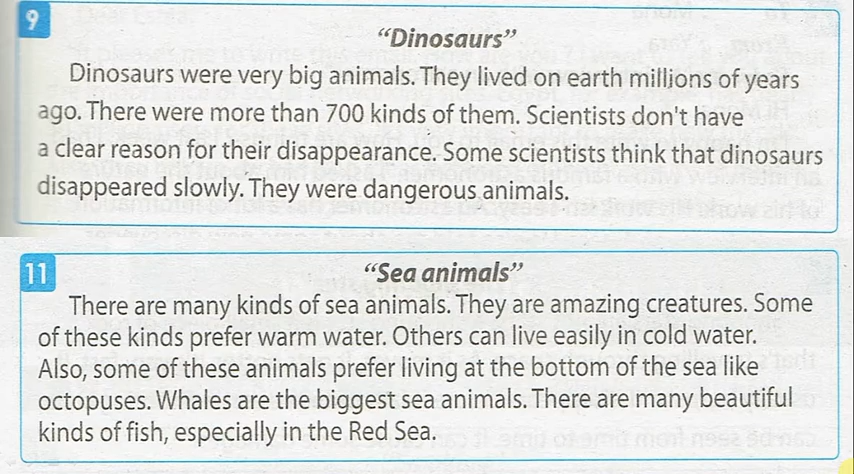 9
“Dinosaurs”
Dinosaurs were very big animals. They lived on earth millions of years
ago. There were more than 700 kinds of them. Scientists don't have
a clear reason for their disappearance. Some scientists think that dinosaurs
disappeared slowly. They were dangerous animals.
11
“Sea animals”
There are many kinds of sea animals. They are amazing creatures. Some
of these kinds prefer warm water. Others can live easily in cold water.
Also, some of these animals prefer living at the bottom of the sea like
octopuses. Whales are the biggest sea animals. There are many beautiful
kinds of fish, especially in the Red Sea.